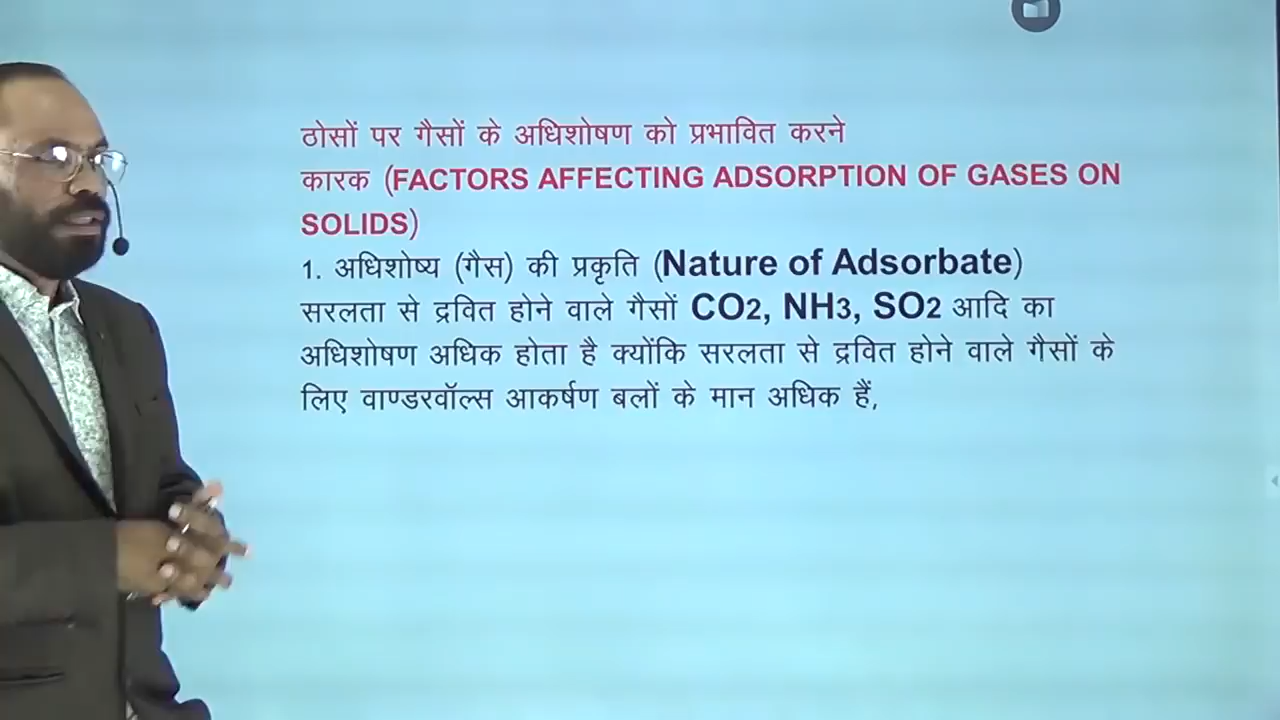 ठोसों पर गैसों के अधिशोषण को प्रभावित करने
कारक (FACTORS AFFECTING ADSORPTION OF GASES ON
SOLIDS)
1. अधिशोष्य (गैस) की प्रकृति (Nature of Adsorbate)
सरलता से द्रवित होने वाले गैसों CO2, NH3, SO2 आदि का
अधिशोषण अधिक होता है क्योंकि सरलता से द्रवित होने वाले गैसों के
लिए वाण्डरवॉल्स आकर्षण बलों के मान अधिक हैं,